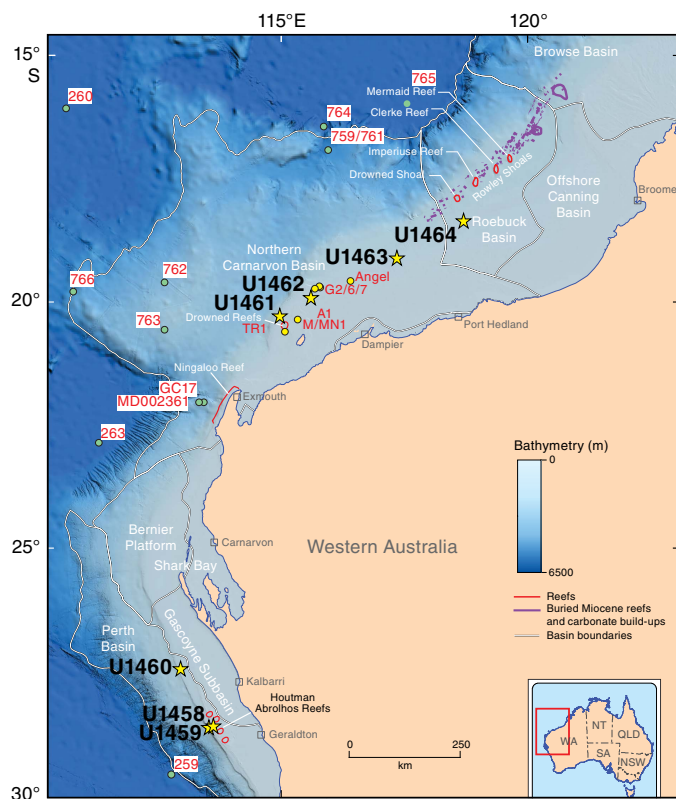 115°E
120°
15°
S
Browse Basin
260
765
Mermaid Reef
764
Clerke Reef
759/761
Imperiuse Reef
Drowned Shoal
Rowley Shoals
Offshore
Canning
Basin
Broome
Roebuck
Basin
U1464
Northern
Carnarvon Basin
U1463
762
766
Angel
U1462
G2/6/7
20°
U1461
A1
763
Drowned Reefs
M/MN1
TR1
Port Hedland
Dampier
Ningaloo Reef
GC17
MD002361
Exmouth
263
Bathymetry (m)
0
6500
25°
Carnarvon
Western Australia
Bernier
Platform
Shark Bay
Reefs
Buried Miocene reefs
and carbonate build-ups
Basin boundaries
Perth
Basin
Gascoyne Subbasin
U1460
Kalbarri
Houtman
Abrolhos Reefs
U1458
U1459
Geraldton
0
250
km
259
30°
NT
WA
QLD
SA
NSW